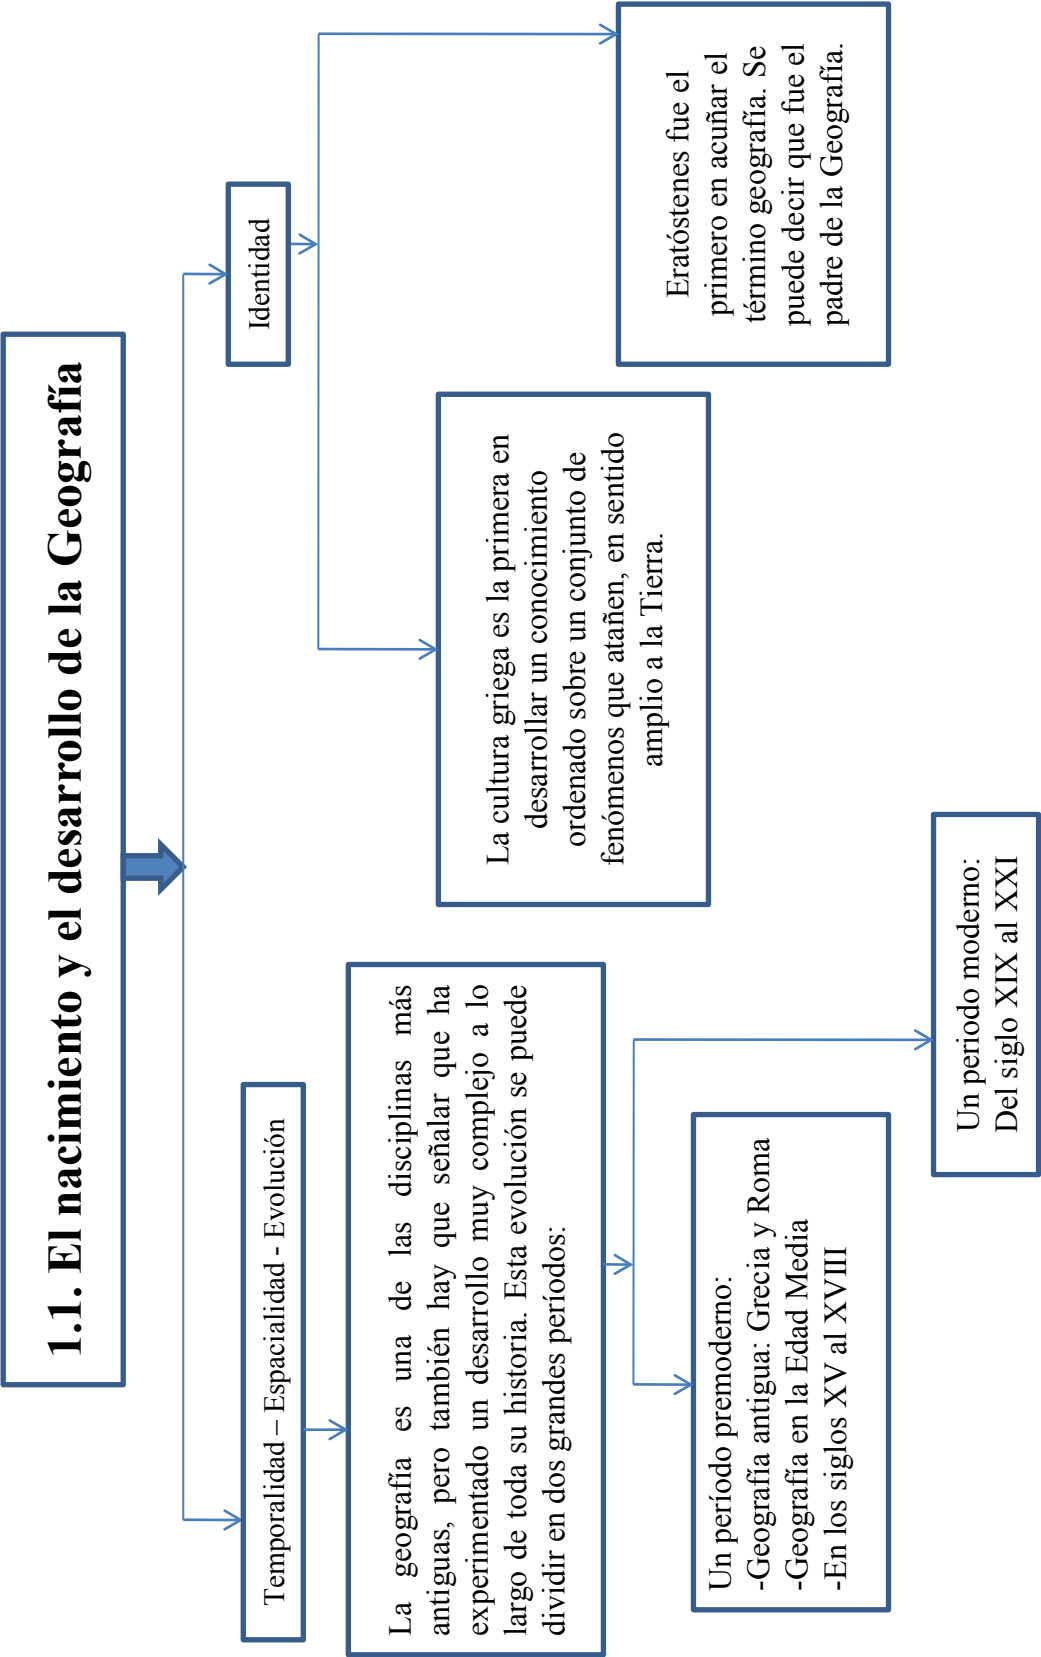 1.1. El nacimiento y el desarrollo de la Geografía
Temporalidad – Espacialidad - Evolución
La geografía es una de las disciplinas más
antiguas, pero también hay que señalar que ha
experimentado un desarrollo muy complejo a lo
largo de toda su historia. Esta evolución se puede
dividir en dos grandes períodos:
Un período premoderno:
-Geografía antigua: Grecia y Roma
-Geografía en la Edad Media
-En los siglos XV al XVIII
Un periodo moderno:
Del siglo XIX al XXI
Identidad
La cultura griega es la primera en
desarrollar un conocimiento
ordenado sobre un conjunto de
fenómenos que atañen, en sentido
amplio a la Tierra.
Eratóstenes fue el
primero en acuñar el
término geografía. Se
puede decir que fue el
padre de la Geografía.